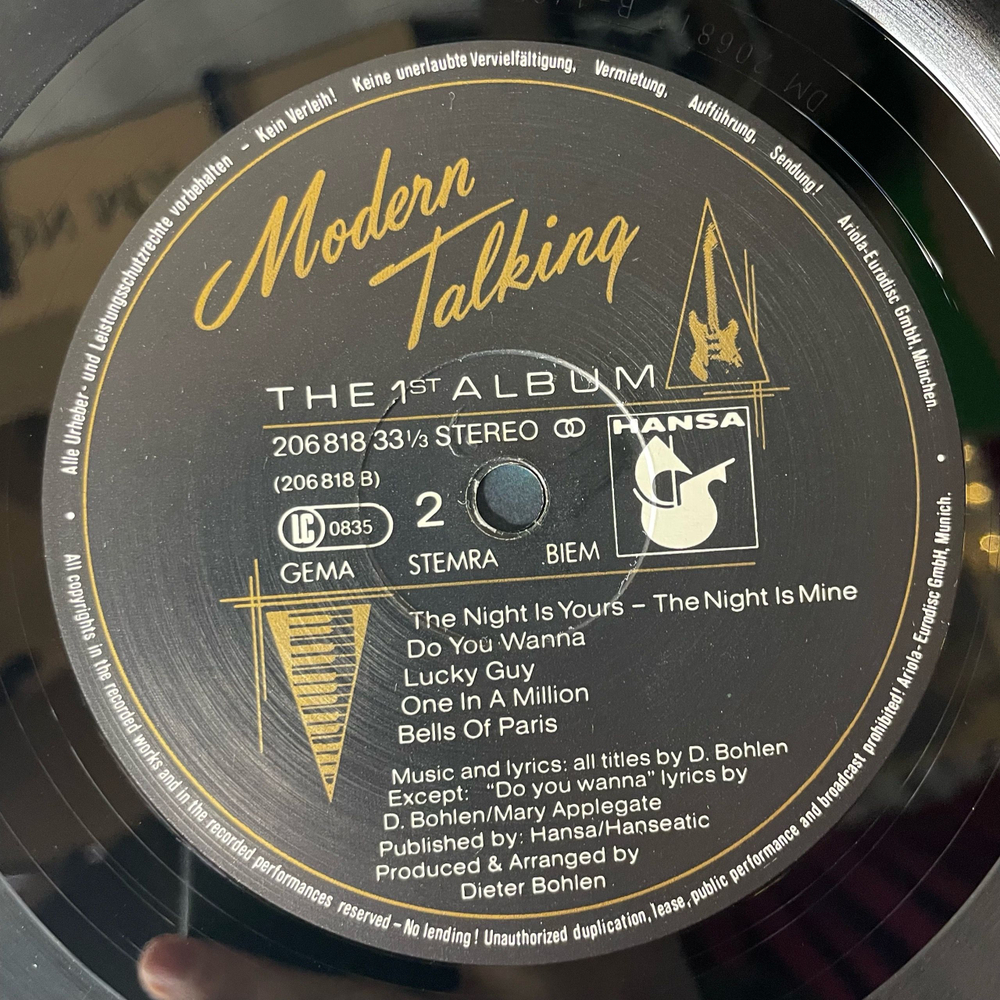 Alle Urheber- und Leistungsschutzrechte vorbehalten – Kein Verleih! Keine unerlaubte Vervielfältigung, Vermietung, Aufführung, Sendung! Ariola-Eurodisc GmbH, München.
Modern
Talking
THE 1ST ALBUM
206 818 33 1/3 STEREO
HANSA
(206 818 B)
LC 0835
2
GEMA STEMRA BIEM
The Night Is Yours – The Night Is Mine
Do You Wanna
Lucky Guy
One In A Million
Bells Of Paris
Music and lyrics: all titles by D. Bohlen
Except: “Do you wanna” lyrics by
D. Bohlen/Mary Applegate
Published by: Hansa/Hanseatic
Produced & Arranged by
Dieter Bohlen
All copyrights in the recorded works and in the recorded performances reserved – No lending! Unauthorized duplication, lease, public performance and broadcast prohibited! Ariola-Eurodisc GmbH, Munich.